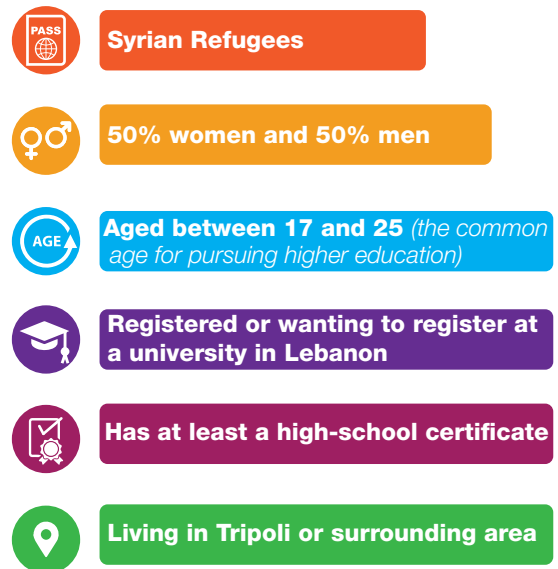 PASS
Syrian Refugees
50% women and 50% men
AGE
Aged between 17 and 25 (the common
age for pursuing higher education)
Registered or wanting to register at
a university in Lebanon
Has at least a high-school certificate
Living in Tripoli or surrounding area